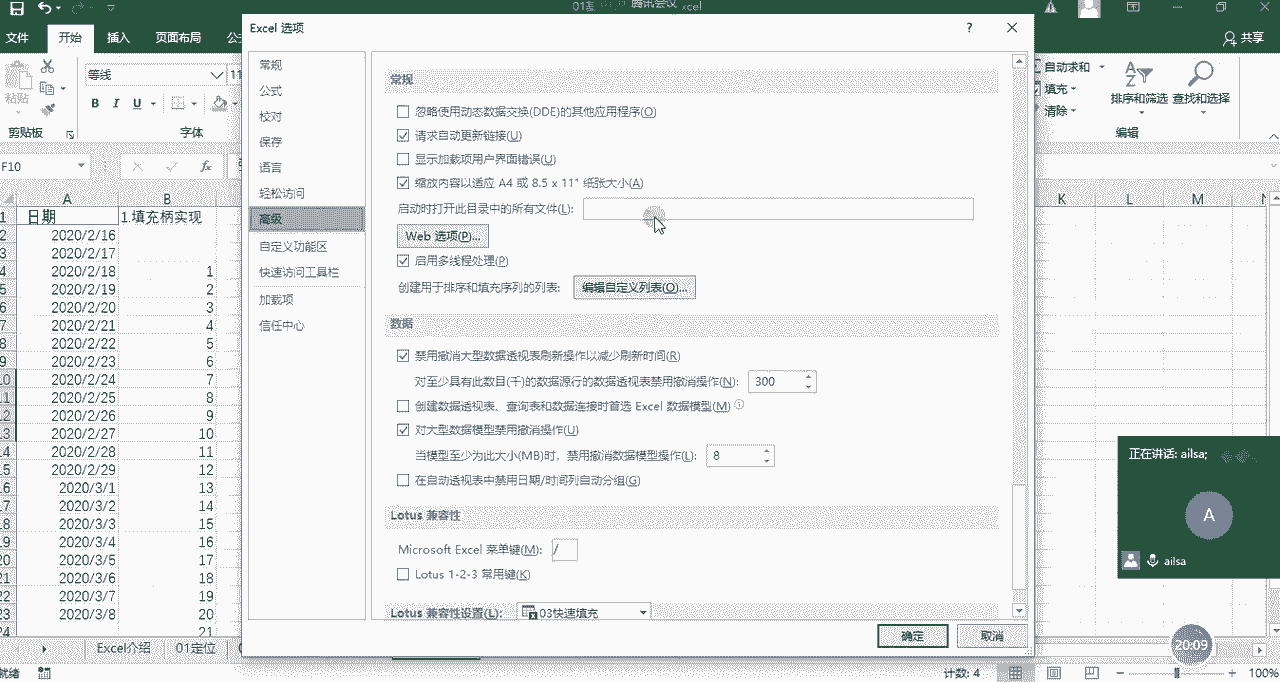 01 腾讯会议 xcel
文件 开始 插入 页面布局 公 共享
等线 11
粘贴
B I U
剪贴板 字体
自动求和
填充
清除
排序和筛选 查找和选择
编辑
F10 fx
A B K L M
1 日期 1.填充柄实现
2 2020/2/16
3 2020/2/17
4 2020/2/18 1
5 2020/2/19 2
6 2020/2/20 3
7 2020/2/21 4
8 2020/2/22 5
9 2020/2/23 6
10 2020/2/24 7
11 2020/2/25 8
12 2020/2/26 9
13 2020/2/27 10
14 2020/2/28 11
15 2020/2/29 12
16 2020/3/1 13
17 2020/3/2 14
18 2020/3/3 15
19 2020/3/4 16
20 2020/3/5 17
21 2020/3/6 18
22 2020/3/7 19
23 2020/3/8 20
24 21
Excel介绍 01定位
就绪
计数: 4
100%
Excel 选项 ?
常规
公式
校对
保存
语言
轻松访问
高级
自定义功能区
快速访问工具栏
加载项
信任中心
常规
忽略使用动态数据交换(DDE)的其他应用程序(O)
请求自动更新链接(U)
显示加载项用户界面错误(U)
缩放内容以适应 A4 或 8.5 x 11" 纸张大小(A)
启动时打开此目录中的所有文件(L):
Web 选项(P)...
启用多线程处理(P)
创建用于排序和填充序列的列表: 编辑自定义列表(O)...
数据
禁用撤消大型数据透视表刷新操作以减少刷新时间(R)
对至少具有此数目(千)的数据源行的数据透视表禁用撤消操作(N): 300
创建数据透视表、查询表和数据连接时首选 Excel 数据模型(M)
对大型数据模型禁用撤消操作(U)
当模型至少为此大小(MB)时，禁用撤消数据模型操作(L): 8
在自动透视表中禁用日期/时间列自动分组(G)
Lotus 兼容性
Microsoft Excel 菜单键(M): /
Lotus 1-2-3 常用键(K)
Lotus 兼容性设置(L): 03快速填充
确定 取消
正在讲话: ailsa;
A
ailsa
20:09